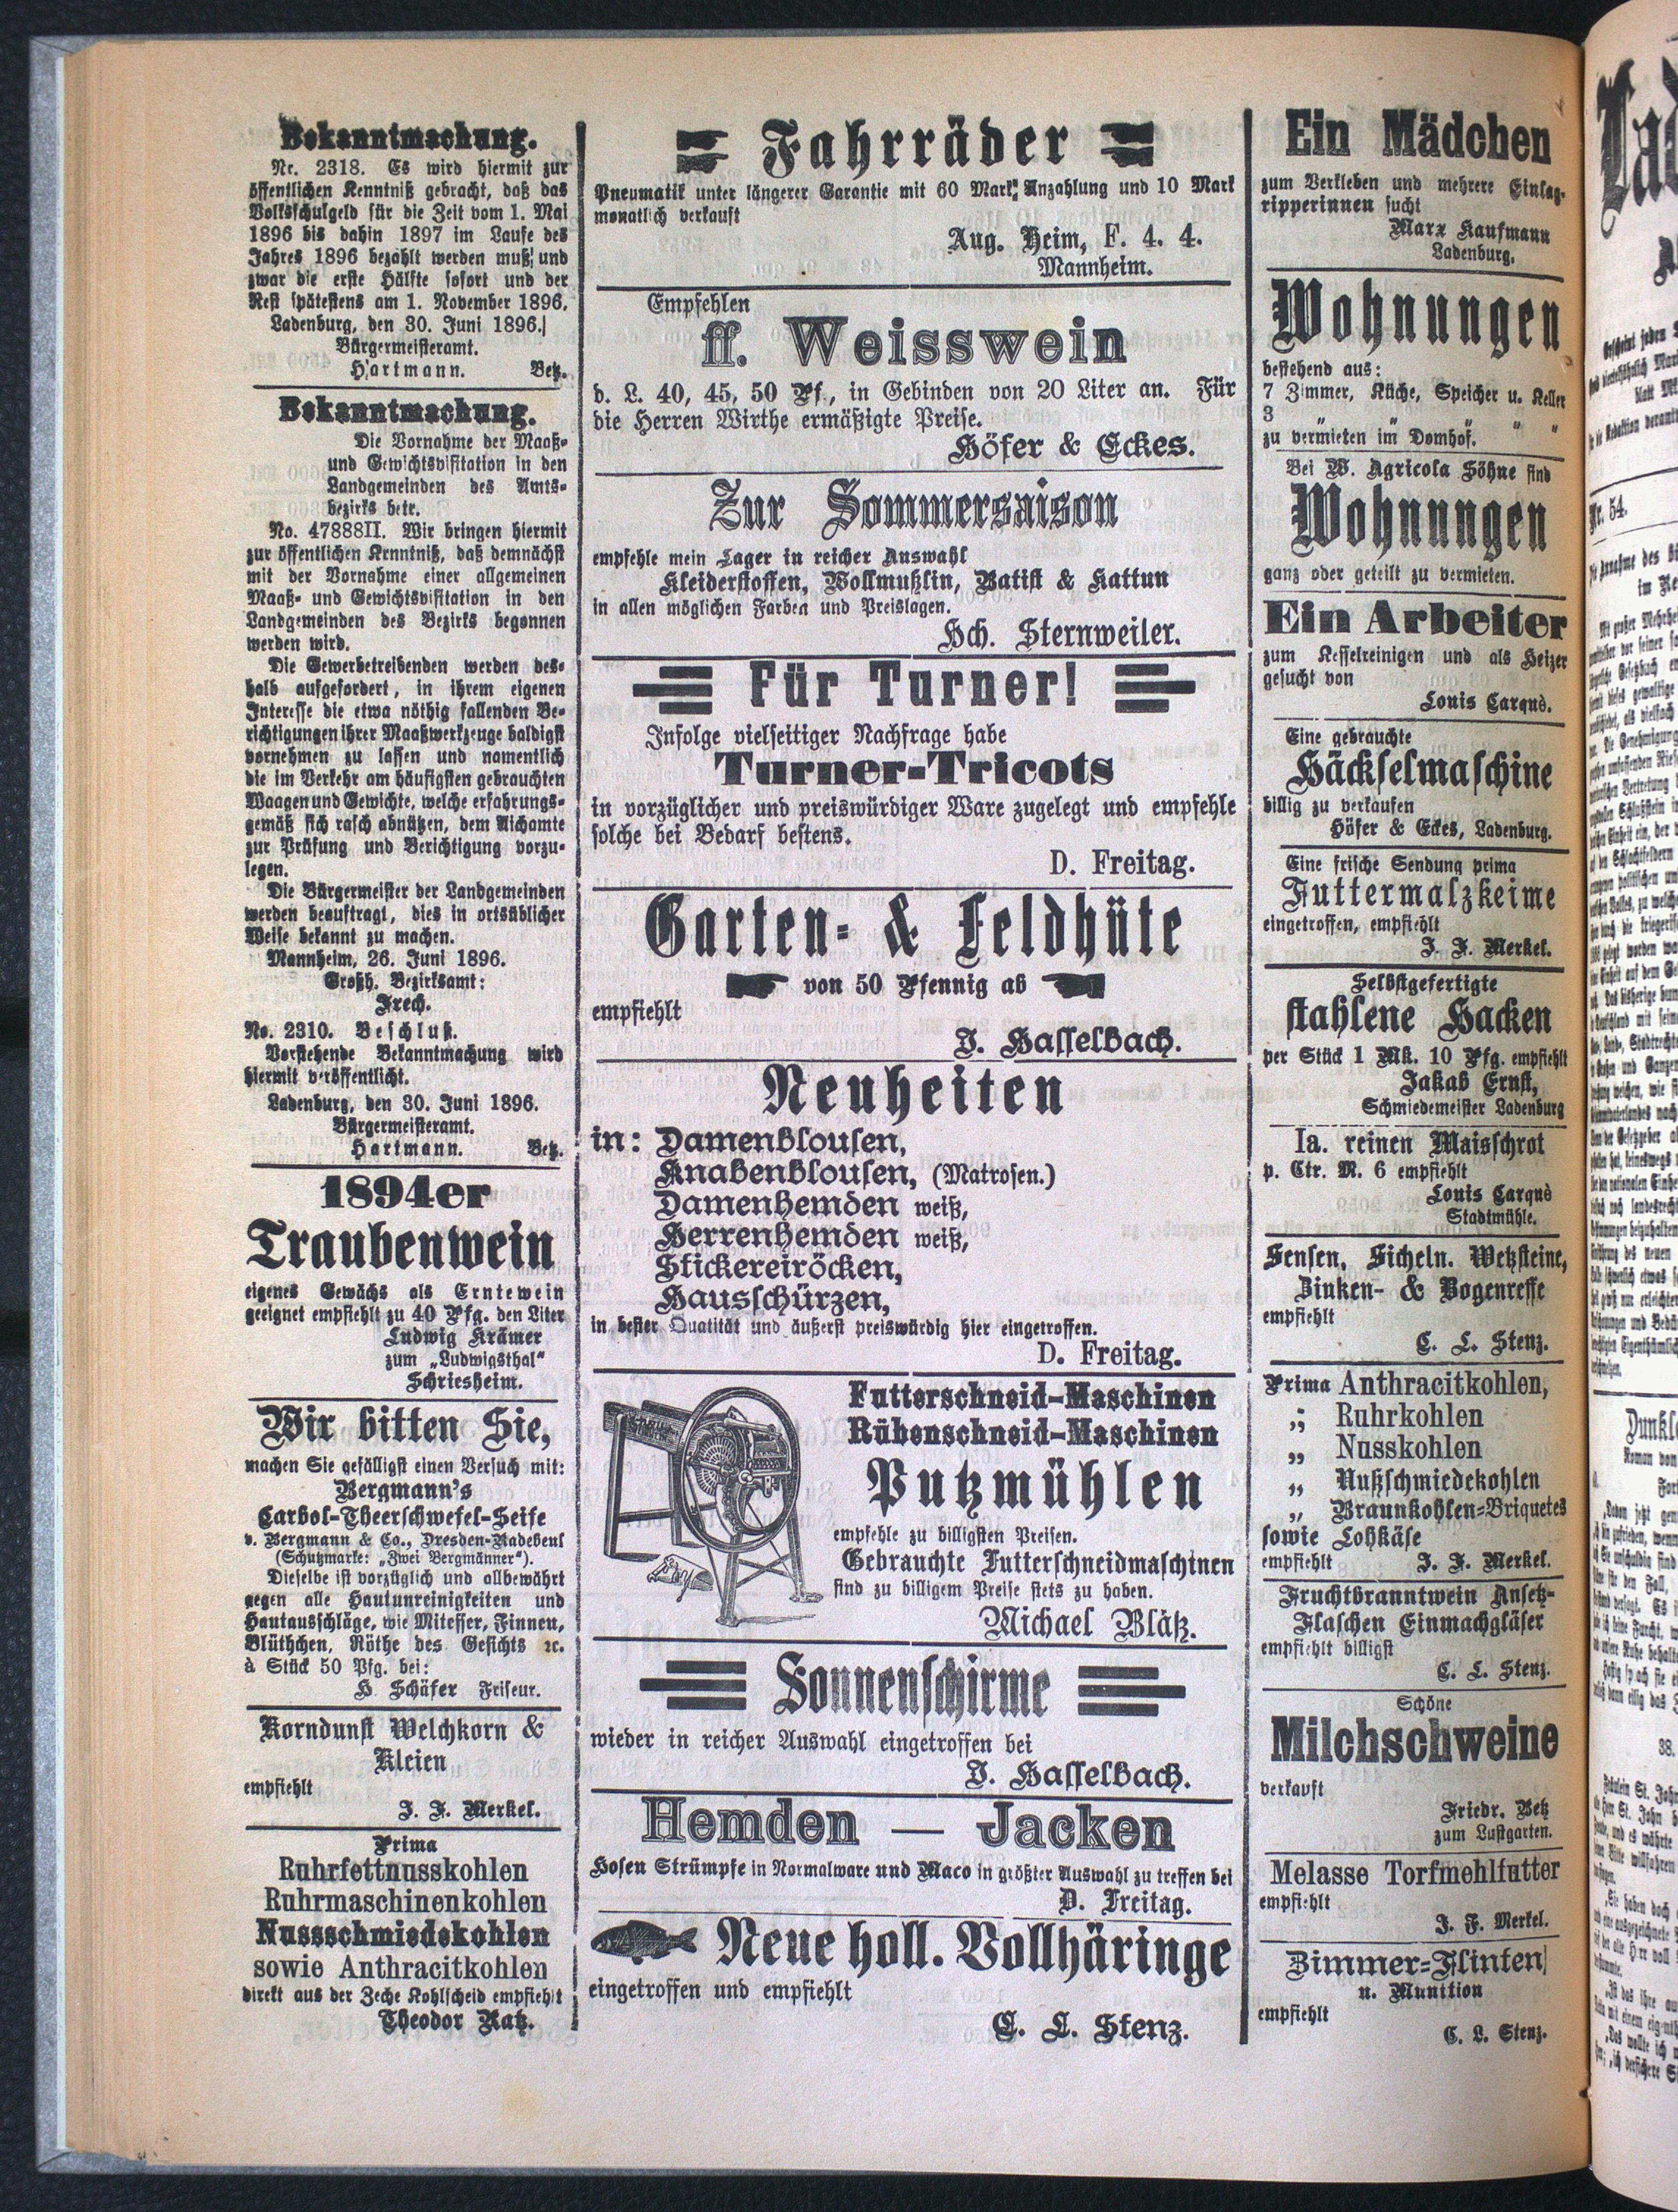 Bekanntmachung.
Nr. 2318. Es wird hiermit zur
öffentlichen Kenntniß gebracht, daß das
Volksschulgeld für die Zeit vom 1. Mai
1896 bis dahin 1897 im Laufe des
Jahres 1896 bezahlt werden muß und
zwar die erste Hälfte sofort und der
Rest spätestens am 1. November 1896.
Ladenburg, den 30. Juni 1896.
Bürgermeisteramt.
Hartmann. Betz.
Bekanntmachung.
Die Vornahme der Maaß-
und Gewichtsvisitation in den
Landgemeinden des Amts-
bezirks betr.
No. 47888II. Wir bringen hiermit
zur öffentlichen Krnntniß, daß demnächst
mit der Vornahme einer allgemeinen
Maaß- und Gewichtsvisitation in den
Landgemeinden des Bezirks begonnen
werden wird.
Die Gewerbetreibenden werden des-
halb aufgefordert, in ihrem eigenen
Interesse die etwa nöthig fallenden Be-
richtigungen ihrer Maaßwerkzeuge baldigst
vornehmen zu lassen und namentlich
die im Verkehr am häufigsten gebrauchten
Waagen und Gewichte, welche erfahrungs-
gemäß sich rasch abnützen, dem Aichamte
zur Prüfung und Berichtigung vorzu-
legen.
Die Bürgermeister der Landgemeinden
werden beauftragt, dies in ortsüblicher
Weise bekannt zu machen.
Mannheim, 26. Juni 1896.
Großh. Bezirksamt:
Frech.
No. 2310. Beschluß.
Vorstehende Bekanntmachung wird
hiermit veröffentlicht.
Ladenburg, den 30. Juni 1896.
Bürgermeisteramt.
Hartmann. Betz.
1894er
Traubenwein
eigenes Gewächs als Erntewein
geeignet empfiehlt zu 40 Pfg. den Liter
Ludwig Krämer
zum „Ludwigsthal“
Schriesheim.
Wir bitten Sie,
machen Sie gefälligst einen Versuch mit:
Bergmann's
Carbol-Theerschwefel-Seife
v. Bergmann & Co., Dresden-Radebeul
(Schutzmarke: „Zwei Bergmänner“).
Dieselbe ist vorzüglich und allbewährt
gegen alle Hautunreinigkeiten und
Hautausschläge, wie Mitesser, Finnen,
Blüthchen, Röthe des Gesichts ꝛc.
à Stück 50 Pfg. bei:
H. Schäfer Friseur.
Korndunst Welchkorn &
Kleien
empfiehlt
J. F. Merkel.
Prima
Ruhrfettnusskohlen
Ruhrmaschinenkohlen
Nussschmiedekohlen
sowie Anthracitkohlen
direkt aus der Zeche Kohlscheid empfiehlt
Theodor Katz.
Fahrräder
Pneumatik unter längerer Garantie mit 60 Mark Anzahlung und 10 Mark
monatlich verkauft
Aug. Heim, F. 4. 4.
Mannheim.
Empfehlen
ff. Weisswein
d. L. 40, 45, 50 Pf., in Gebinden von 20 Liter an. Für
die Herren Wirthe ermäßigte Preise.
Höfer & Eckes.
Zur Sommersaison
empfehle mein Lager in reicher Auswahl
Kleiderstoffen, Wollmußlin, Batist & Kattun
in allen möglichen Farben und Preislagen.
Hch. Sternweiler.
Für Turner!
Infolge vielseitiger Nachfrage habe
Turner-Tricots
in vorzüglicher und preiswürdiger Ware zugelegt und empfehle
solche bei Bedarf bestens.
D. Freitag.
Garten- & Feldhüte
von 50 Pfennig ab
empfiehlt
J. Hasselbach.
Neuheiten
in: Damenblousen,
Knabenblousen, (Matrosen.)
Damenhemden weiß,
Herrenhemden weiß,
Stickereiröcken,
Hausschürzen,
in bester Qualität und äußerst preiswürdig hier eingetroffen.
D. Freitag.
Futterschneid-Maschinen
Rübenschneid-Maschinen
Putzmühlen
empfehle zu billigsten Preisen.
Gebrauchte Futterschneidmaschinen
sind zu billigem Preise stets zu haben.
Michael Bläß.
Sonnenschirme
wieder in reicher Auswahl eingetroffen bei
J. Hasselbach.
Hemden — Jacken
Hosen Strümpfe in Normalware und Maco in größter Auswahl zu treffen bei
D. Freitag.
Neue holl. Vollhäringe
eingetroffen und empfiehlt
C. L. Stenz.
Ein Mädchen
zum Verkleben und mehrere Einlag-
ripperinnen sucht
Marx Kaufmann
Ladenburg.
Wohnungen
bestehend aus:
7 Zimmer, Küche, Speicher u. Keller
3 " " " "
zu vermieten im Domhof.
Bei W. Agricola Söhne sind
Wohnungen
ganz oder geteilt zu vermieten.
Ein Arbeiter
zum Kesselreinigen und als Heizer
gesucht von
Louis Carquè.
Eine gebrauchte
Häckselmaschine
billig zu verkaufen
Höfer & Eckes, Ladenburg.
Eine frische Sendung prima
Futtermalzkeime
eingetroffen, empfiehlt
J. F. Merkel.
Selbstgefertigte
stahlene Hacken
per Stück 1 Mk. 10 Pfg. empfiehlt
Jakob Ernst,
Schmiedemeister Ladenburg
Ia. reinen Maisschrot
p. Ctr. M. 6 empfiehlt
Louis Carquè
Stadtmühle.
Sensen, Sicheln. Wetzsteine,
Zinken- & Bogenreffe
empfiehlt
C. L. Stenz.
Prima Anthracitkohlen,
„ Ruhrkohlen
„ Nusskohlen
„ Nußschmiedekohlen
„ Braunkohlen-Briquetes
sowie Lohkäse
empfiehlt J. F. Merkel.
Fruchtbranntwein Ansetz-
Flaschen Einmachgläser
empfiehlt billigst
C. L. Stenz.
Schöne
Milchschweine
verkauft
Friedr. Betz
zum Lustgarten.
Melasse Torfmehlfutter
empfiehlt
J. F. Merkel.
Zimmer-Flinten
u. Munition
empfiehlt
C. L. Stenz.
Nr. 54.